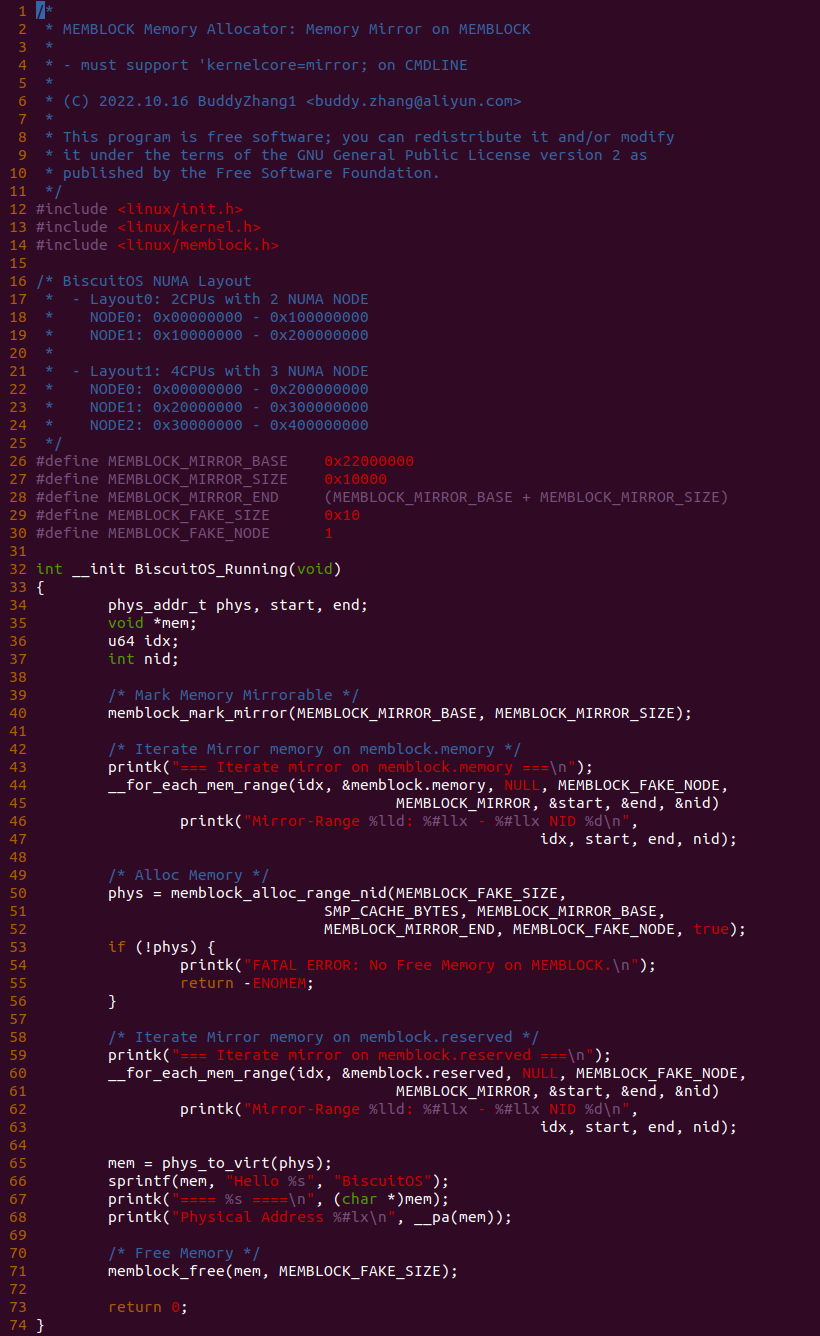 1 /*
2  * MEMBLOCK Memory Allocator: Memory Mirror on MEMBLOCK
3  *
4  * - must support 'kernelcore=mirror; on CMDLINE
5  *
6  * (C) 2022.10.16 BuddyZhang1 <buddy.zhang@aliyun.com>
7  *
8  * This program is free software; you can redistribute it and/or modify
9  * it under the terms of the GNU General Public License version 2 as
10  * published by the Free Software Foundation.
11  */
12 #include <linux/init.h>
13 #include <linux/kernel.h>
14 #include <linux/memblock.h>
15
16 /* BiscuitOS NUMA Layout
17  *  - Layout0: 2CPUs with 2 NUMA NODE
18  *    NODE0: 0x00000000 - 0x100000000
19  *    NODE1: 0x10000000 - 0x200000000
20  *
21  *  - Layout1: 4CPUs with 3 NUMA NODE
22  *    NODE0: 0x00000000 - 0x200000000
23  *    NODE1: 0x20000000 - 0x300000000
24  *    NODE2: 0x30000000 - 0x400000000
25  */
26 #define MEMBLOCK_MIRROR_BASE    0x22000000
27 #define MEMBLOCK_MIRROR_SIZE    0x10000
28 #define MEMBLOCK_MIRROR_END     (MEMBLOCK_MIRROR_BASE + MEMBLOCK_MIRROR_SIZE)
29 #define MEMBLOCK_FAKE_SIZE      0x10
30 #define MEMBLOCK_FAKE_NODE      1
31
32 int __init BiscuitOS_Running(void)
33 {
34         phys_addr_t phys, start, end;
35         void *mem;
36         u64 idx;
37         int nid;
38
39         /* Mark Memory Mirrorable */
40         memblock_mark_mirror(MEMBLOCK_MIRROR_BASE, MEMBLOCK_MIRROR_SIZE);
41
42         /* Iterate Mirror memory on memblock.memory */
43         printk("=== Iterate mirror on memblock.memory ===\n");
44         __for_each_mem_range(idx, &memblock.memory, NULL, MEMBLOCK_FAKE_NODE,
45                                         MEMBLOCK_MIRROR, &start, &end, &nid)
46                 printk("Mirror-Range %lld: %#llx - %#llx NID %d\n",
47                                                         idx, start, end, nid);
48
49         /* Alloc Memory */
50         phys = memblock_alloc_range_nid(MEMBLOCK_FAKE_SIZE,
51                                 SMP_CACHE_BYTES, MEMBLOCK_MIRROR_BASE,
52                                 MEMBLOCK_MIRROR_END, MEMBLOCK_FAKE_NODE, true);
53         if (!phys) {
54                 printk("FATAL ERROR: No Free Memory on MEMBLOCK.\n");
55                 return -ENOMEM;
56         }
57
58         /* Iterate Mirror memory on memblock.reserved */
59         printk("=== Iterate mirror on memblock.reserved ===\n");
60         __for_each_mem_range(idx, &memblock.reserved, NULL, MEMBLOCK_FAKE_NODE,
61                                         MEMBLOCK_MIRROR, &start, &end, &nid)
62                 printk("Mirror-Range %lld: %#llx - %#llx NID %d\n",
63                                                         idx, start, end, nid);
64
65         mem = phys_to_virt(phys);
66         sprintf(mem, "Hello %s", "BiscuitOS");
67         printk("==== %s ====\n", (char *)mem);
68         printk("Physical Address %#lx\n", __pa(mem));
69
70         /* Free Memory */
71         memblock_free(mem, MEMBLOCK_FAKE_SIZE);
72
73         return 0;
74 }